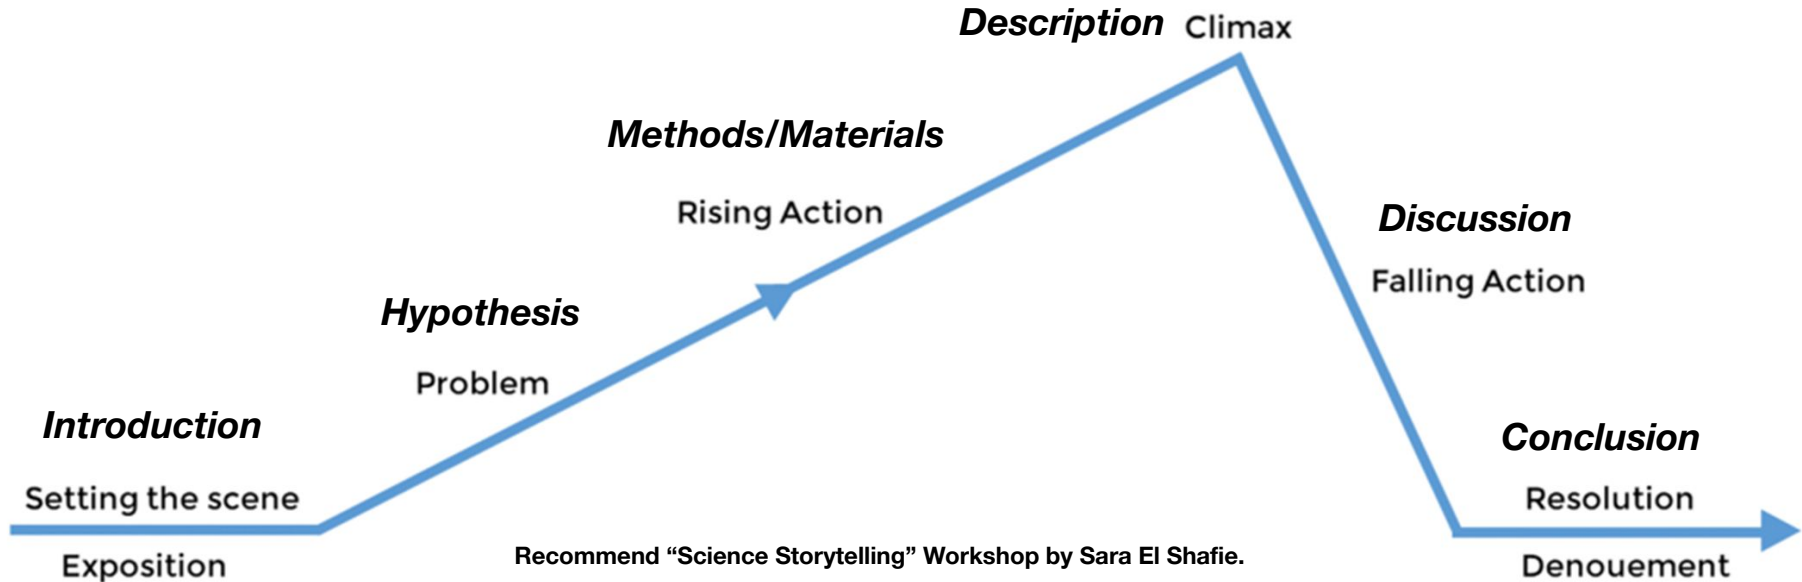 Description Climax
Methods/Materials
Rising Action
Discussion
Falling Action
Hypothesis
Problem
Introduction
Setting the scene
Exposition
Conclusion
Resolution
Denouement
Recommend “Science Storytelling” Workshop by Sara El Shafie.